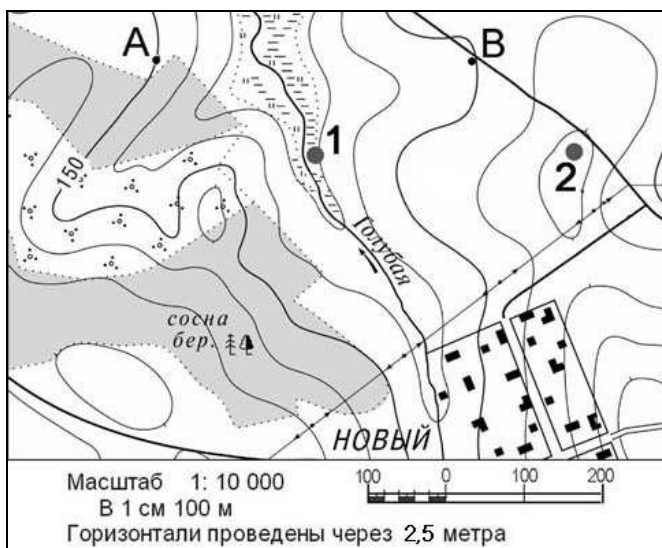 А
В
150
1
2
Голубая
сосна
бер.
НОВЫЙ
Масштаб 1: 10 000
В 1 см 100 м
Горизонтали проведены через 2,5 метра
100 0 100 200